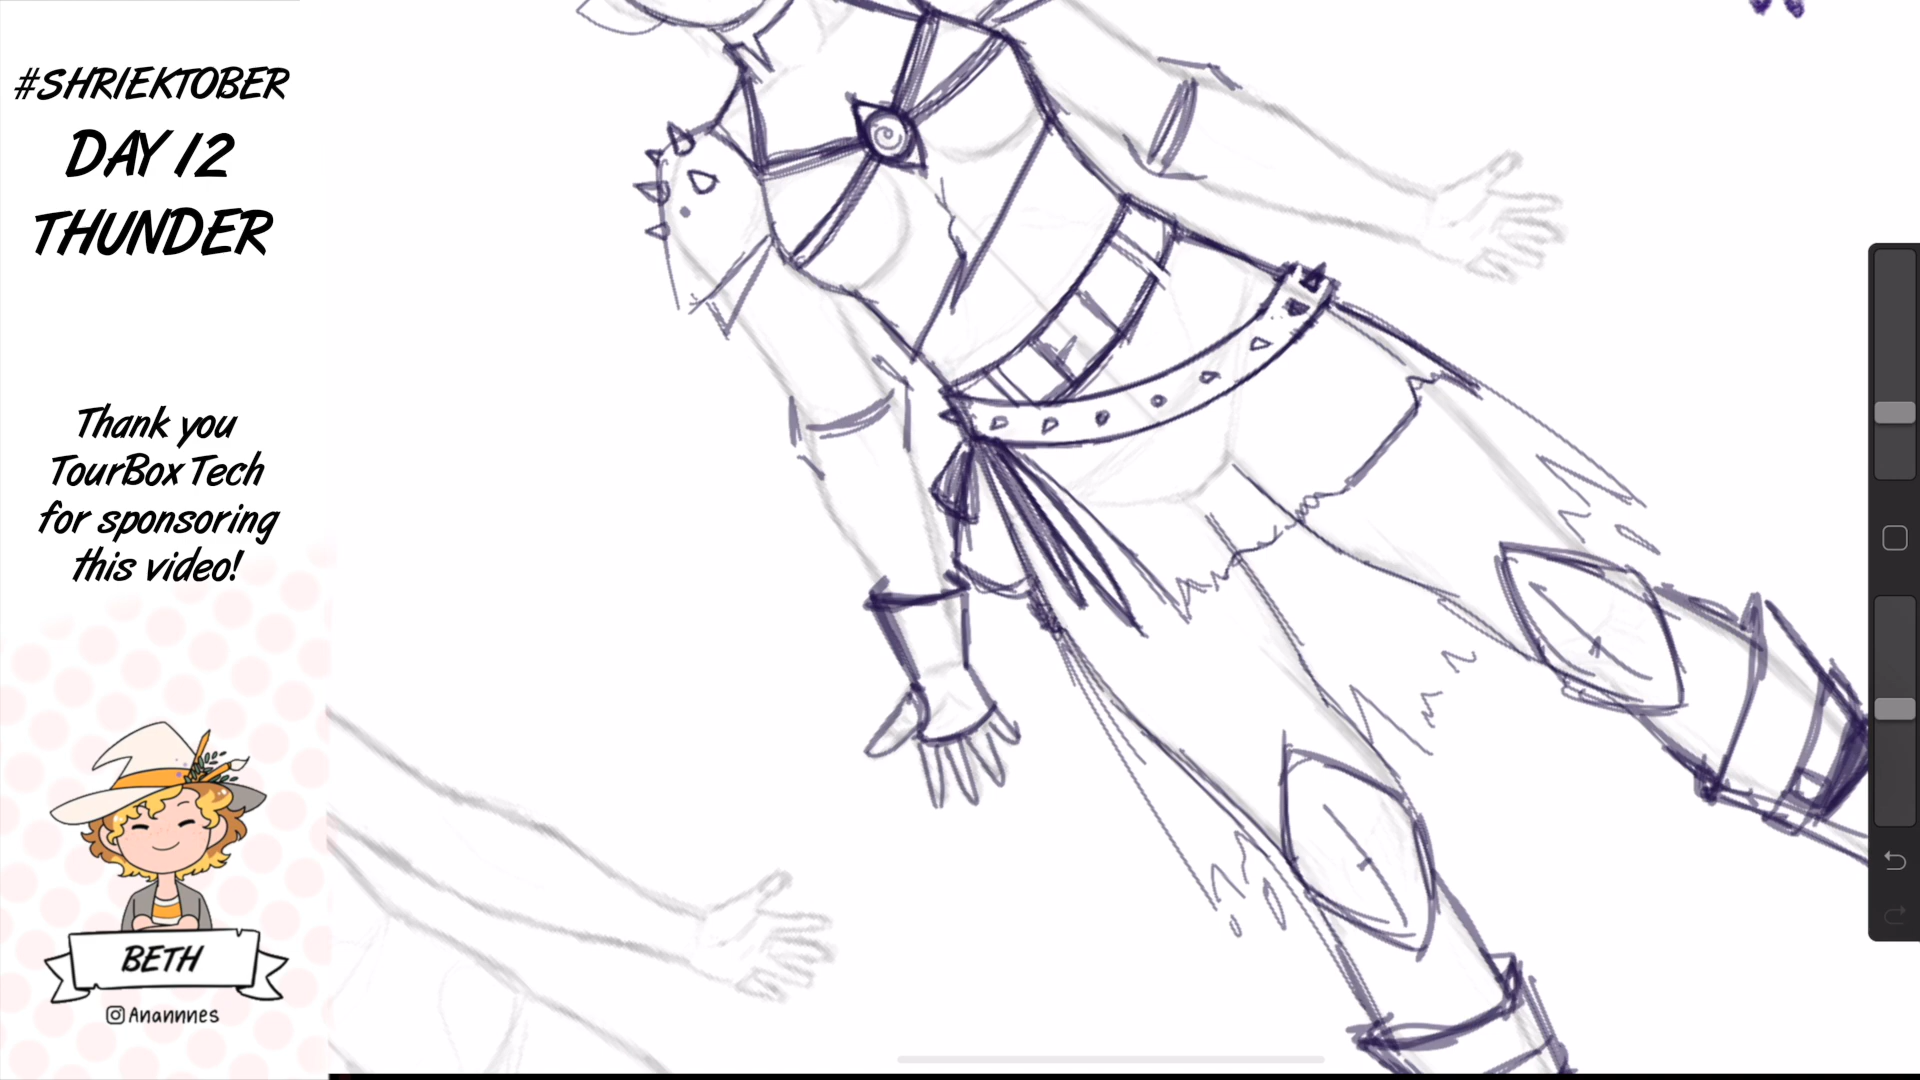 #SHRIEKTOBER
DAY 12
THUNDER
Thank you
TourBox Tech
for sponsoring
this video!
BETH
Anannnes